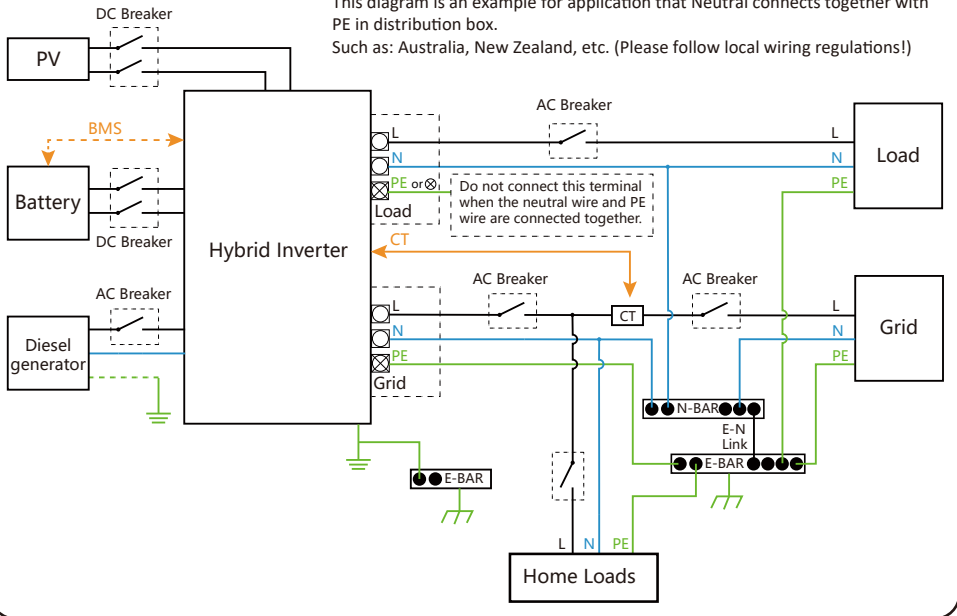 This diagram is an example for application that Neutral connects together with
PE in distribution box.
Such as: Australia, New Zealand, etc. (Please follow local wiring regulations!)
DC Breaker
PV
BMS
Battery
DC Breaker
AC Breaker
Diesel
generator
Hybrid Inverter
L
N
PE or⊗
Load
Do not connect this terminal
when the neutral wire and PE
wire are connected together.
AC Breaker
L
N
PE
Load
CT
AC Breaker
CT
AC Breaker
L
N
PE
Grid
L
N
PE
Grid
N-BAR
E-N
Link
E-BAR
E-BAR
L
N
PE
Home Loads